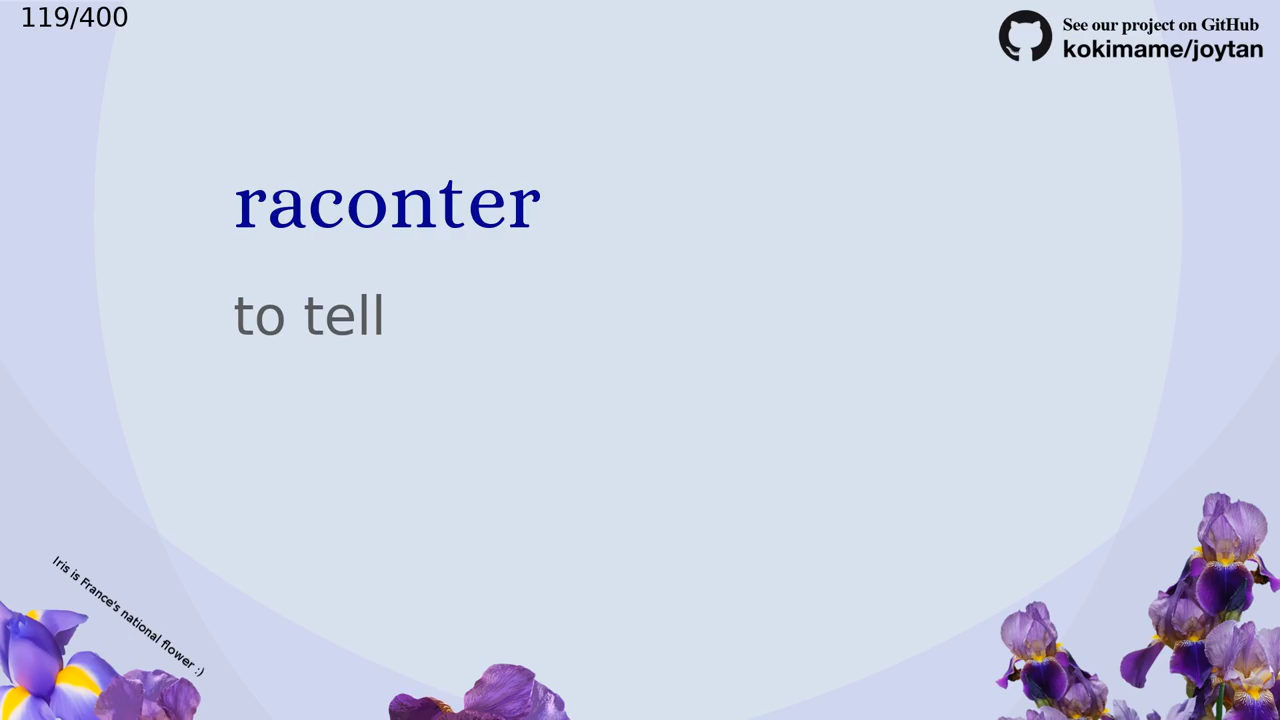 119/400
See our project on GitHub
kokimame/joytan
raconter
to tell
Iris is France's national flower :)